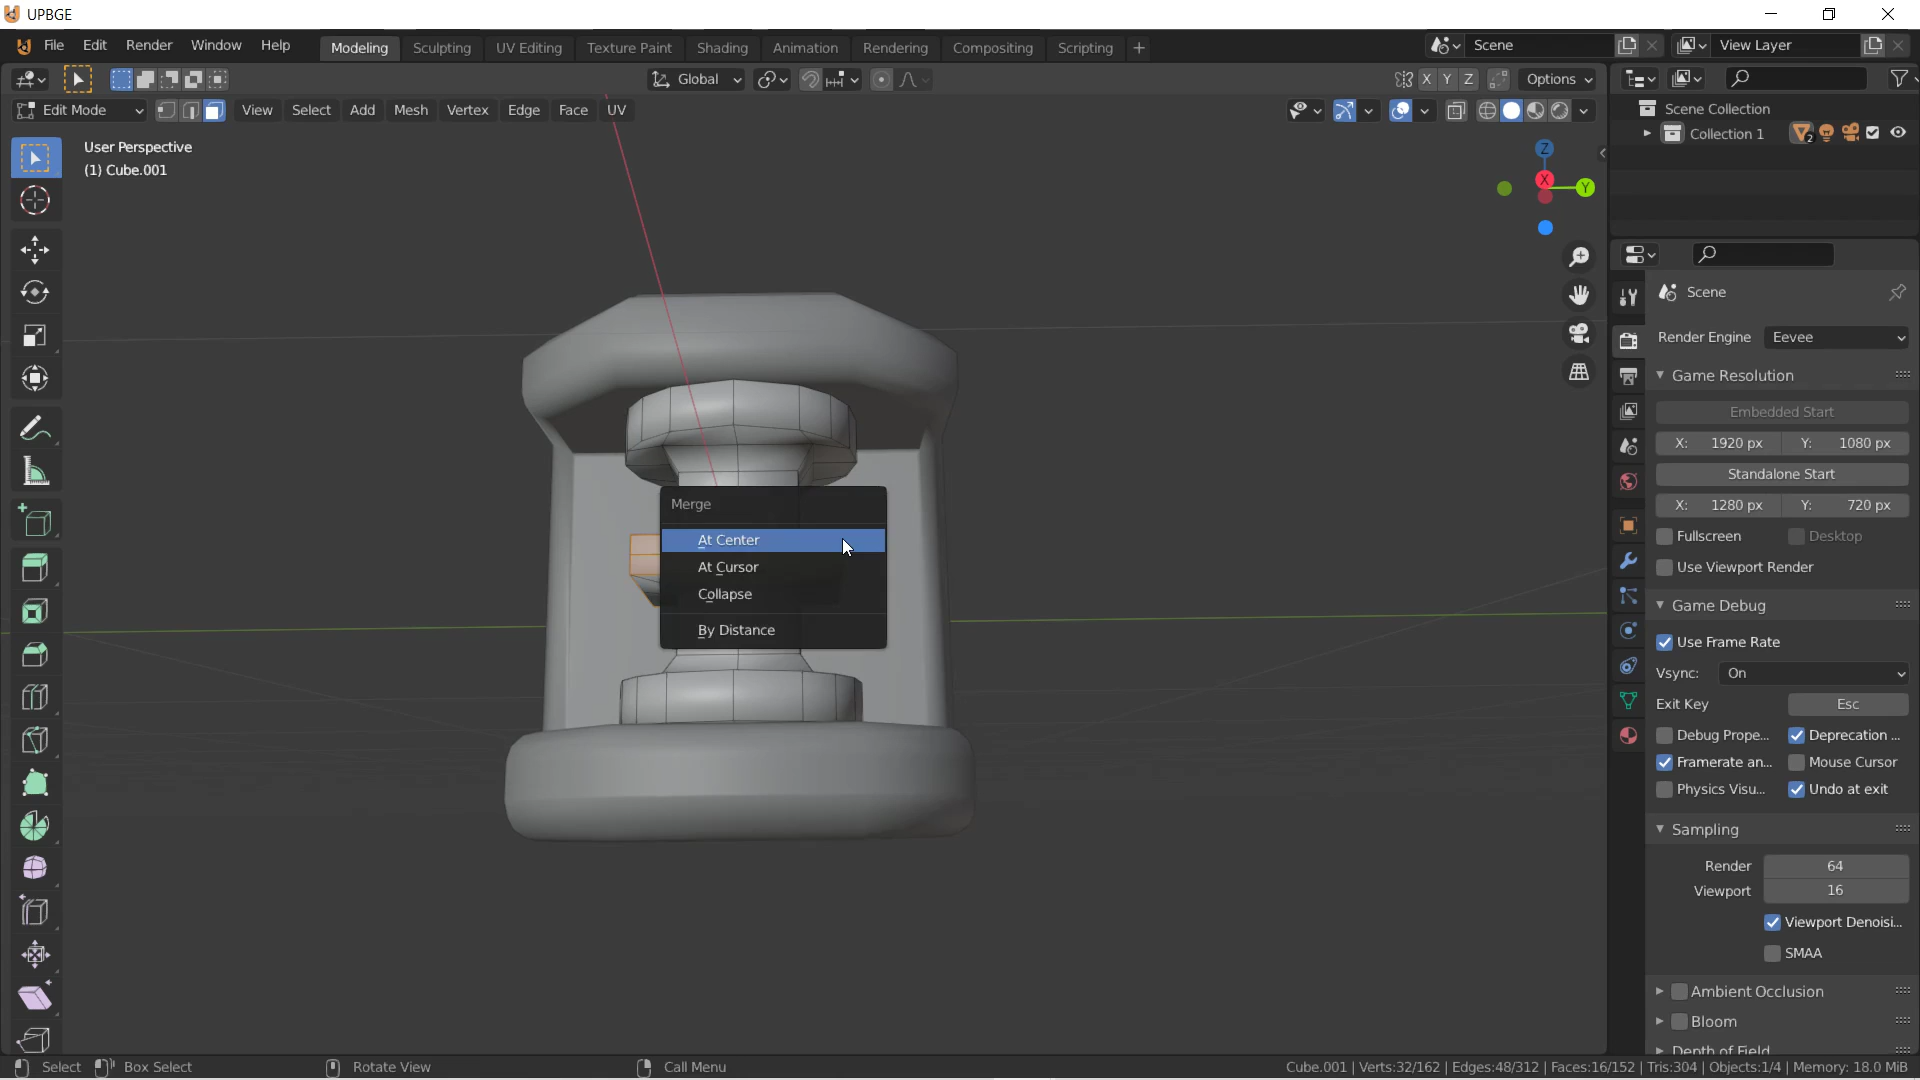 UPBGE
File Edit Render Window Help Modeling Sculpting UV Editing Texture Paint Shading Animation Rendering Compositing Scripting + Scene View Layer
Global X Y Z Options
Edit Mode View Select Add Mesh Vertex Edge Face UV
Scene Collection
Collection 1 2
User Perspective
(1) Cube.001
Z
X
Y
Scene
Render Engine Eevee
Game Resolution
Embedded Start
X: 1920 px Y: 1080 px
Standalone Start
X: 1280 px Y: 720 px
Fullscreen Desktop
Use Viewport Render
Game Debug
Use Frame Rate
Vsync: On
Exit Key Esc
Debug Prope... Deprecation ...
Framerate an... Mouse Cursor
Physics Visu... Undo at exit
Sampling
Render 64
Viewport 16
Viewport Denoisi...
SMAA
Ambient Occlusion
Bloom
Depth of Field
Merge
At Center
At Cursor
Collapse
By Distance
Select Box Select Rotate View Call Menu Cube.001 | Verts:32/162 | Edges:48/312 | Faces:16/152 | Tris:304 | Objects:1/4 | Memory: 18.0 MiB